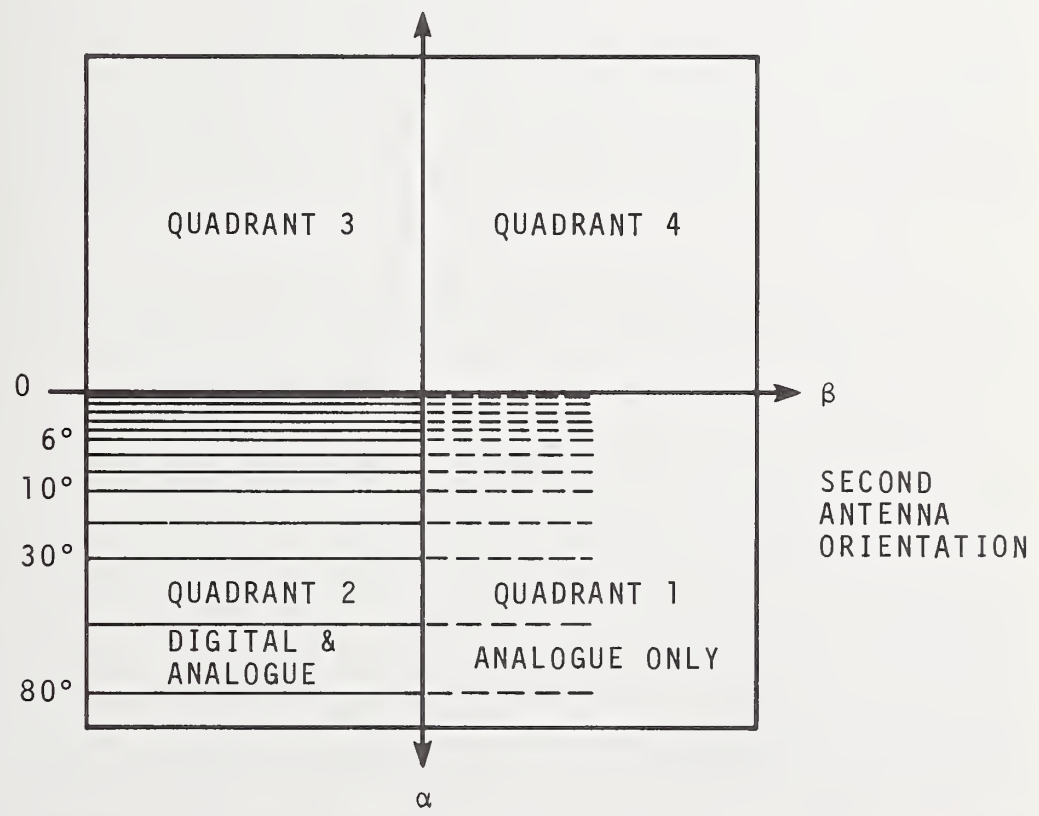 QUADRANT 3
QUADRANT 4
0
β
6°
10°
30°
80°
SECOND
ANTENNA
ORIENTATION
QUADRANT 2
DIGITAL &
ANALOGUE
QUADRANT 1
ANALOGUE ONLY
α